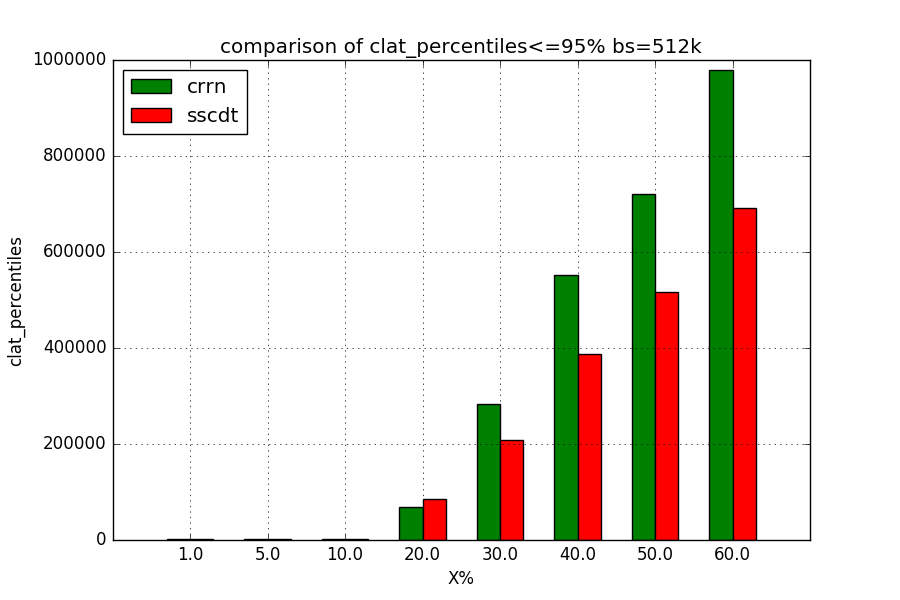 comparison of clat_percentiles<=95% bs=512k
crrn
sscdt
1000000
800000
600000
400000
200000
0
clat_percentiles
1.0 5.0 10.0 20.0 30.0 40.0 50.0 60.0
X%